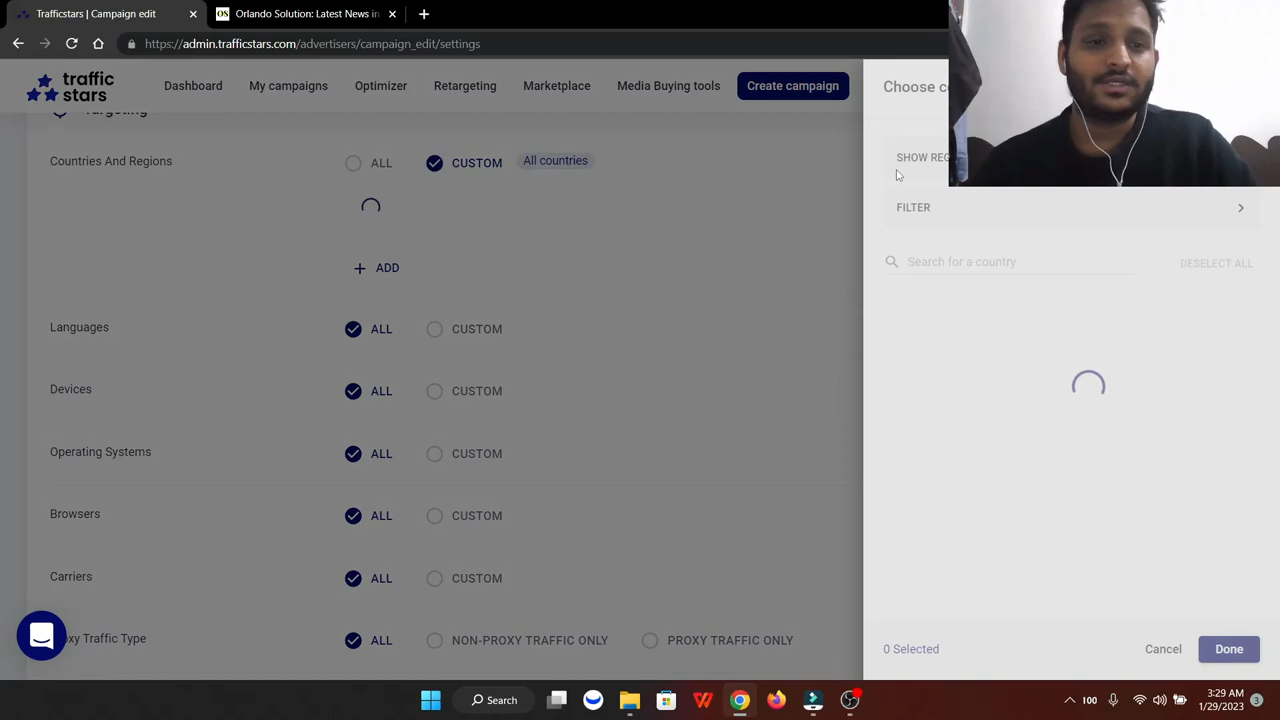 Trafficstars | Campaign edit
Orlando Solution: Latest News in
https://admin.trafficstars.com/advertisers/campaign_edit/settings
traffic
stars
Dashboard
My campaigns
Optimizer
Retargeting
Marketplace
Media Buying tools
Create campaign
Choose
Targeting
Countries And Regions
ALL
CUSTOM
All countries
SHOW
FILTER
Search for a country
DESELECT ALL
ADD
Languages
ALL
CUSTOM
Devices
ALL
CUSTOM
Operating Systems
ALL
CUSTOM
Browsers
ALL
CUSTOM
Carriers
ALL
CUSTOM
Traffic Type
ALL
NON-PROXY TRAFFIC ONLY
PROXY TRAFFIC ONLY
0 Selected
Cancel
Done
Search
100
3:29 AM
1/29/2023
3